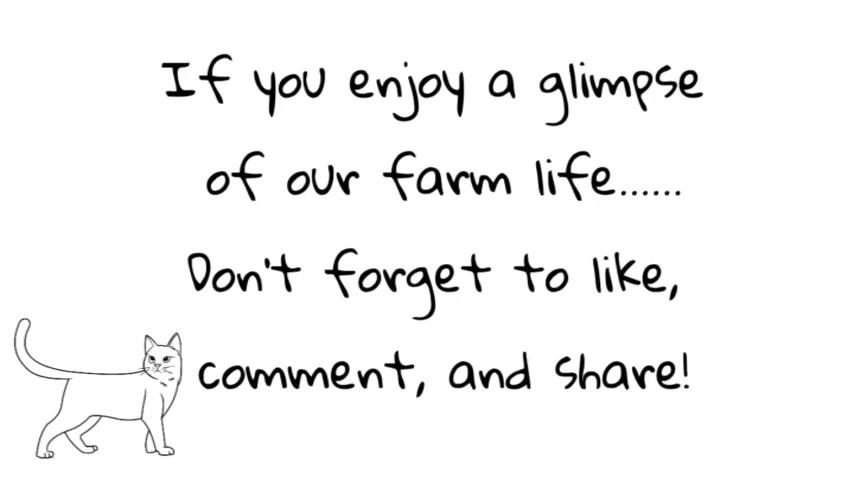 If you enjoy a glimpse
of our farm life......
Don't forget to like,
comment, and share!